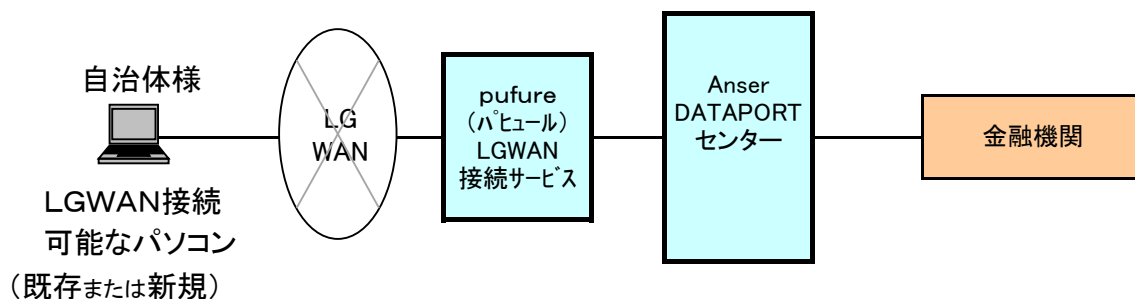 自治体様
LGWAN接続
可能なパソコン
(既存または新規)
LG
WAN
pufure
(パヒュール)
LGWAN
接続サービス
Anser
DATAPORT
センター
金融機関